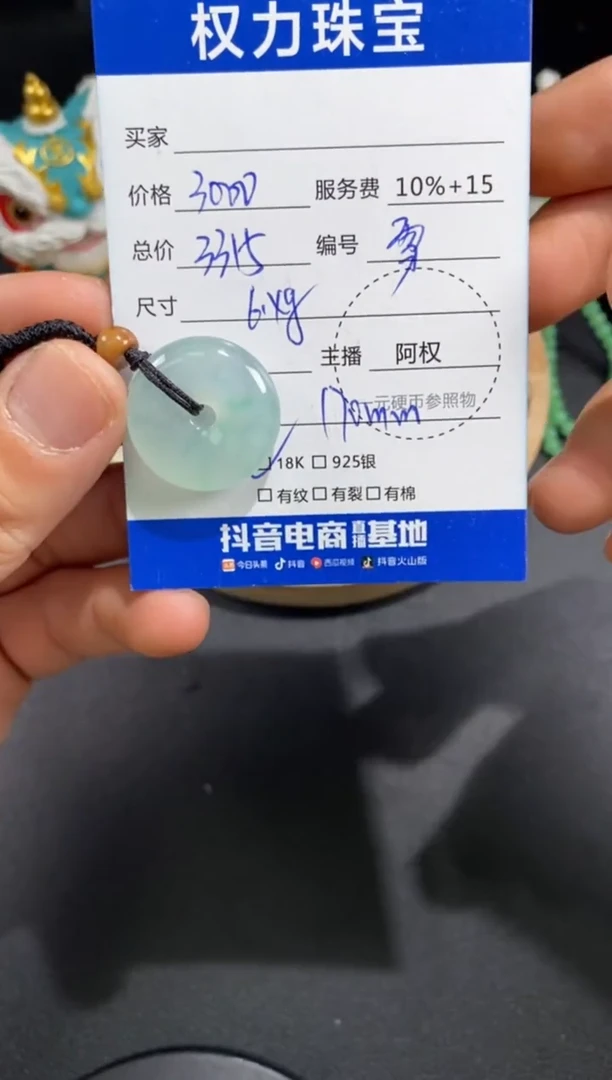 权力珠宝
买家
价格 3000 服务费 10%+15
总价 3315 编号
尺寸
主播 阿权
元硬币参照物
18K 925银
有纹 有裂 有棉
抖音电商直播基地
今日头条 抖音 西瓜视频 抖音火山版